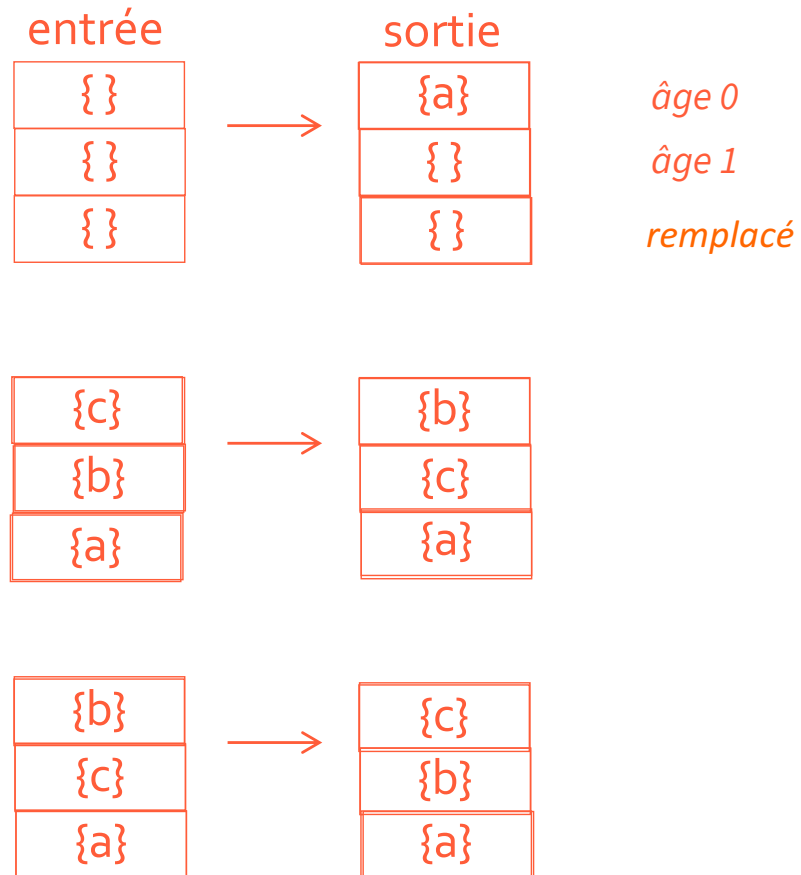 entrée sortie
{ } {a} âge 0
{ } { } âge 1
{ } { } remplacé
{c} {b}
{b} {c}
{a} {a}
{b} {c}
{c} {b}
{a} {a}